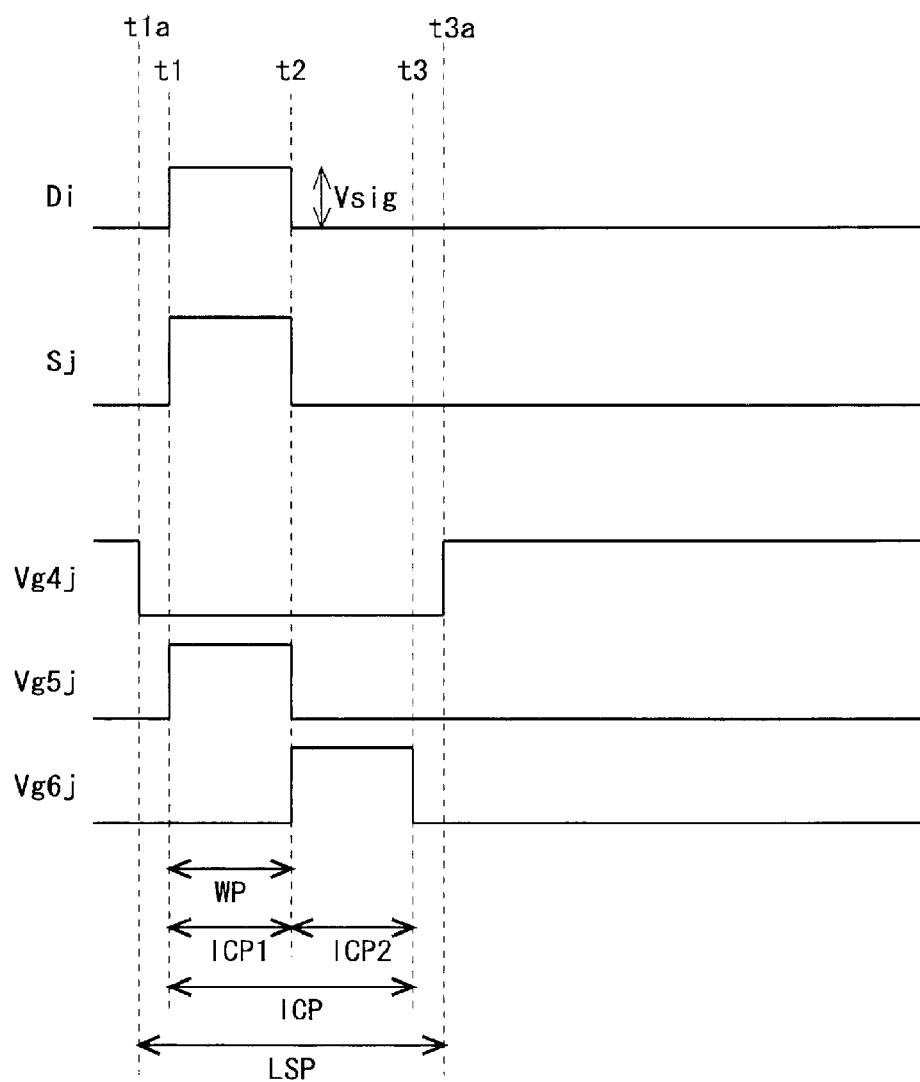 t1a t3a
t1 t2 t3
Di
Vsig
Sj
Vg4j
Vg5j
Vg6j
WP
ICP1 ICP2
ICP
LSP